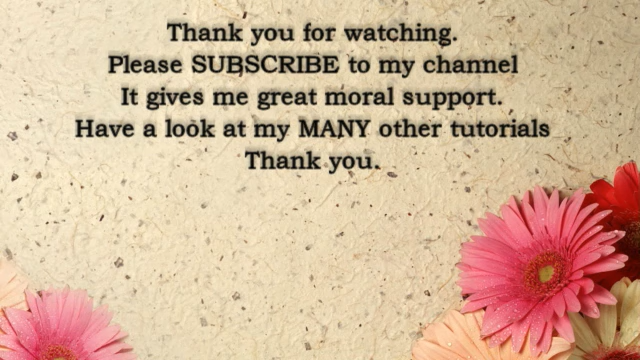 Thank you for watching.
Please SUBSCRIBE to my channel
It gives me great moral support.
Have a look at my MANY other tutorials
Thank you.